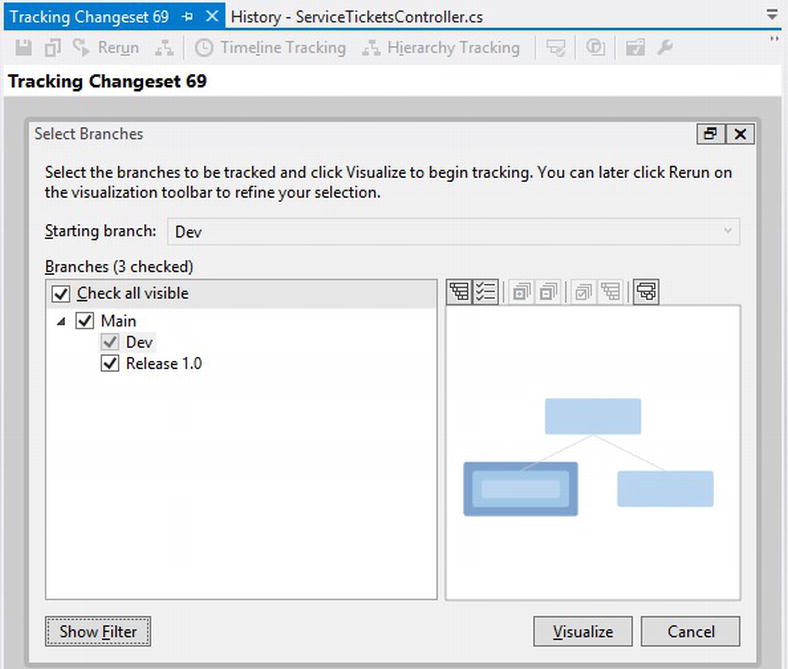 Tracking Changeset 69 History - ServiceTicketsController.cs
Rerun Timeline Tracking Hierarchy Tracking
Tracking Changeset 69
Select Branches
Select the branches to be tracked and click Visualize to begin tracking. You can later click Rerun on
the visualization toolbar to refine your selection.
Starting branch: Dev
Branches (3 checked)
Check all visible
Main
Dev
Release 1.0
Show Filter Visualize Cancel